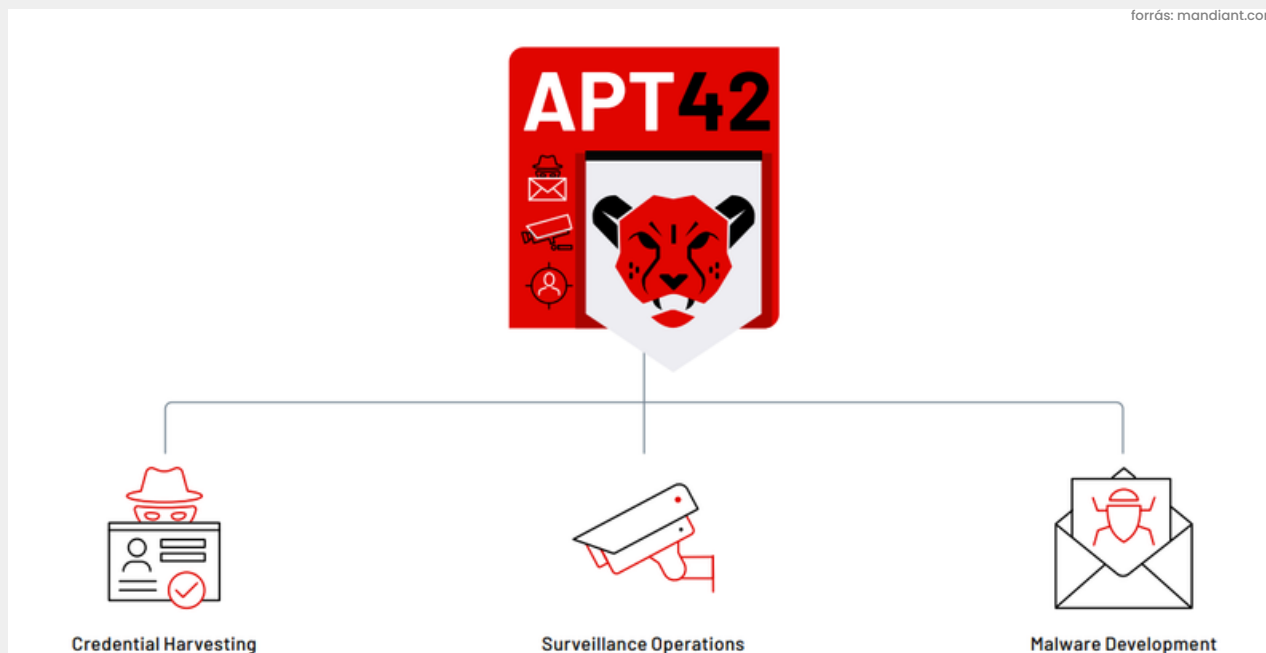 forrás: mandiant.co
APT42
Credential Harvesting
Surveillance Operations
Malware Development